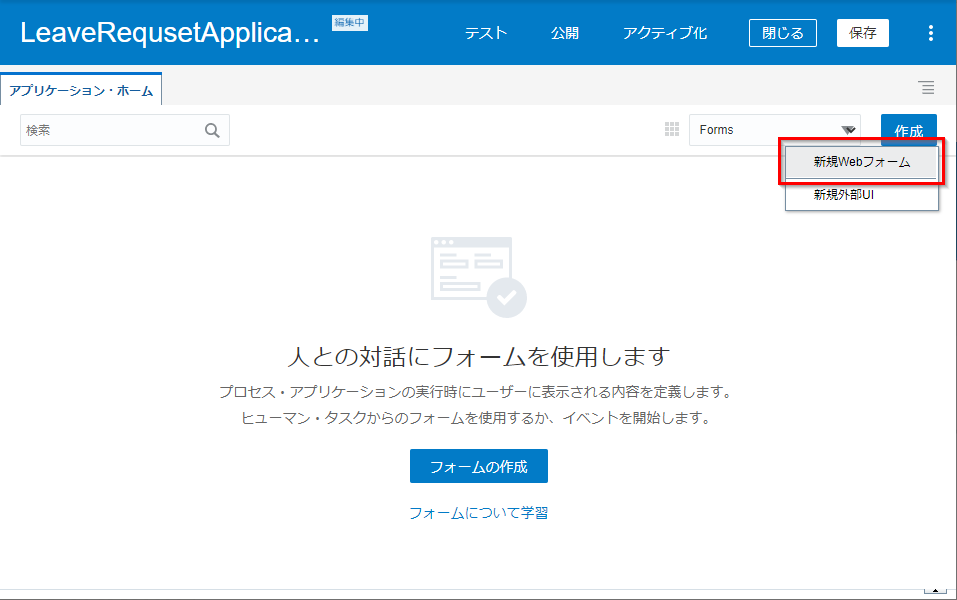 LeaveRequsetApplica…
編集中
テスト
公開
アクティブ化
閉じる
保存
アプリケーション・ホーム
検索
Forms
作成
新規Webフォーム
新規外部UI
人との対話にフォームを使用します
プロセス・アプリケーションの実行時にユーザーに表示される内容を定義します。
ヒューマン・タスクからのフォームを使用するか、イベントを開始します。
フォームの作成
フォームについて学習